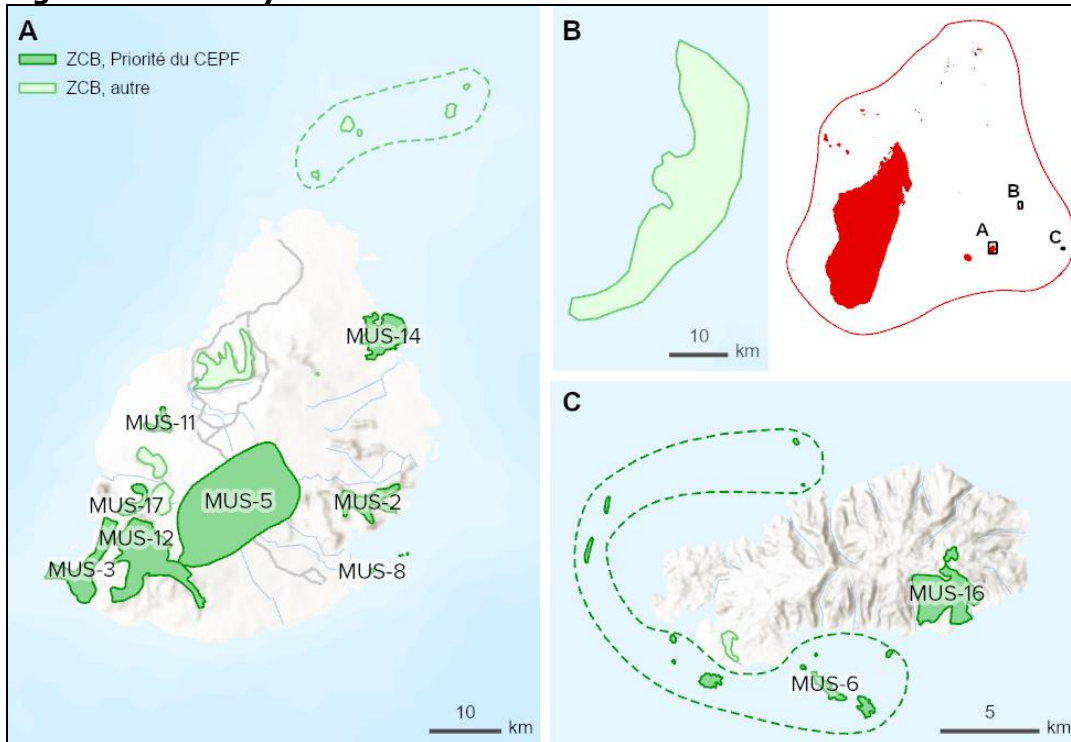 A
ZCB, Priorité du CEPF
ZCB, autre
MUS-14
MUS-11
MUS-5
MUS-17
MUS-2
MUS-12
MUS-3
MUS-8
10
km
B
10
km
B
A
C
C
MUS-16
MUS-6
5
km